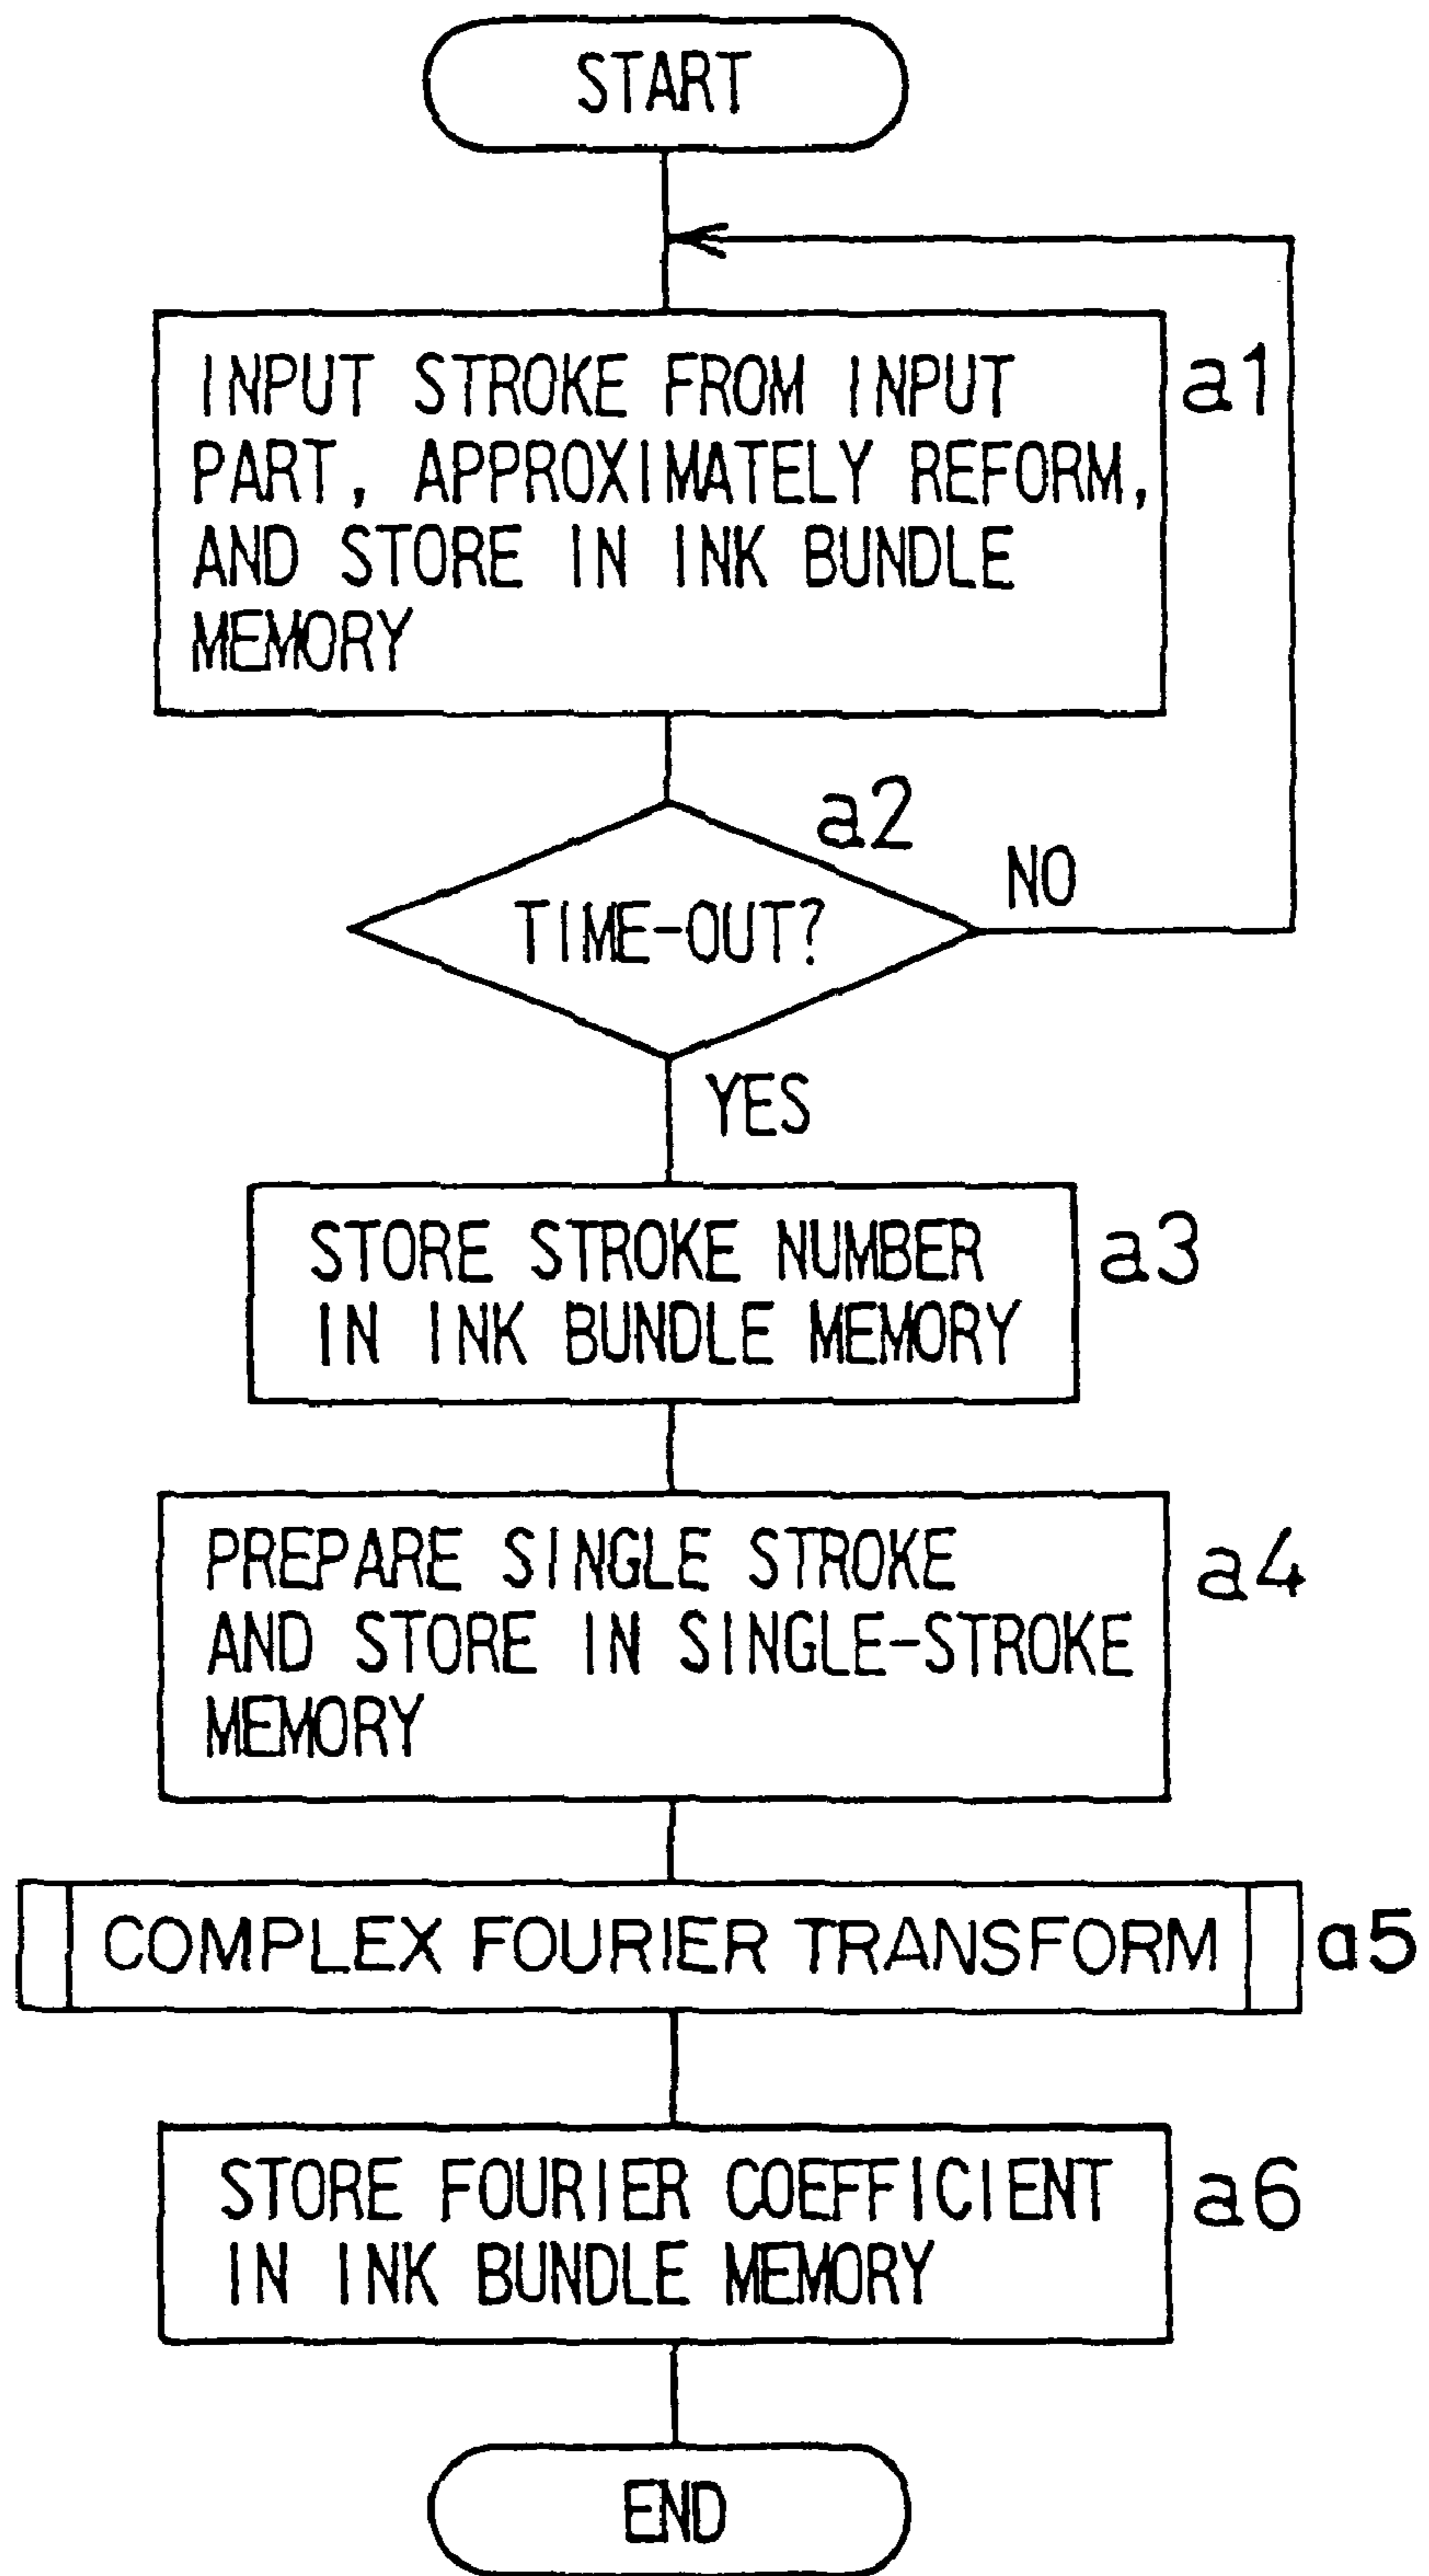 START
INPUT STROKE FROM INPUT
PART, APPROXIMATELY REFORM,
AND STORE IN INK BUNDLE
MEMORY
a1
a2
TIME-OUT?
NO
YES
STORE STROKE NUMBER
IN INK BUNDLE MEMORY
a3
PREPARE SINGLE STROKE
AND STORE IN SINGLE-STROKE
MEMORY
a4
COMPLEX FOURIER TRANSFORM
a5
STORE FOURIER COEFFICIENT
IN INK BUNDLE MEMORY
a6
END